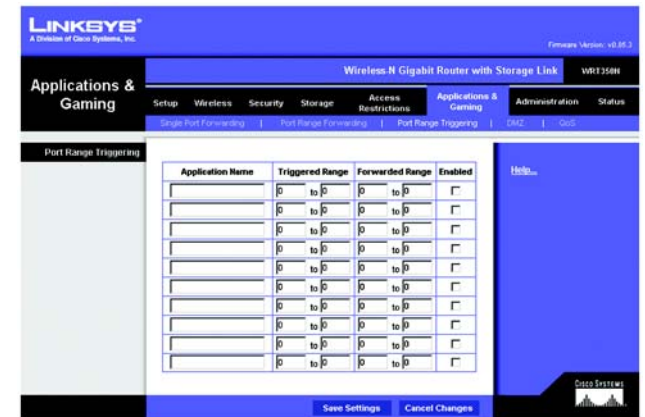 LINKSYS®
A Division of Cisco Systems, Inc.
Firmware Version: v0.85.3
Applications & Gaming
Wireless-N Gigabit Router with Storage Link WRT350N
Setup Wireless Security Storage Access Restrictions Applications & Gaming Administration Status
Single Port Forwarding | Port Range Forwarding | Port Range Triggering | DMZ | QoS
Port Range Triggering
Application Name Triggered Range Forwarded Range Enabled
0 to 0 0 to 0
0 to 0 0 to 0
0 to 0 0 to 0
0 to 0 0 to 0
0 to 0 0 to 0
0 to 0 0 to 0
0 to 0 0 to 0
0 to 0 0 to 0
0 to 0 0 to 0
0 to 0 0 to 0
Help...
Save Settings Cancel Changes
CISCO SYSTEMS